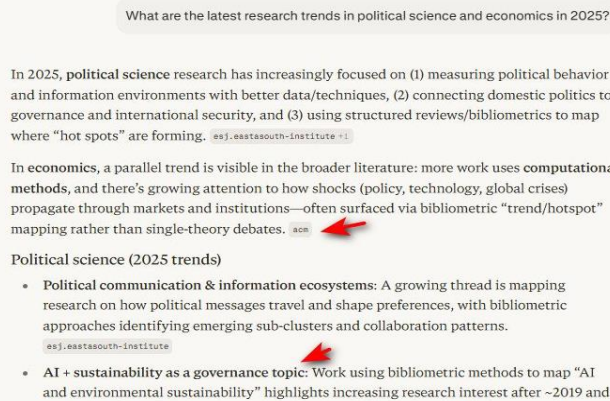 What are the latest research trends in political science and economics in 2025?
In 2025, political science research has increasingly focused on (1) measuring political behavior
and information environments with better data/techniques, (2) connecting domestic politics to
governance and international security, and (3) using structured reviews/bibliometrics to map
where “hot spots” are forming. esj.eastasouth-institute +1
In economics, a parallel trend is visible in the broader literature: more work uses computational
methods, and there’s growing attention to how shocks (policy, technology, global crises)
propagate through markets and institutions—often surfaced via bibliometric “trend/hotspot”
mapping rather than single-theory debates. acm
Political science (2025 trends)
• Political communication & information ecosystems: A growing thread is mapping
research on how political messages travel and shape preferences, with bibliometric
approaches identifying emerging sub-clusters and collaboration patterns.
esj.eastasouth-institute
• AI + sustainability as a governance topic: Work using bibliometric methods to map “AI
and environmental sustainability” highlights increasing research interest after ~2019 and